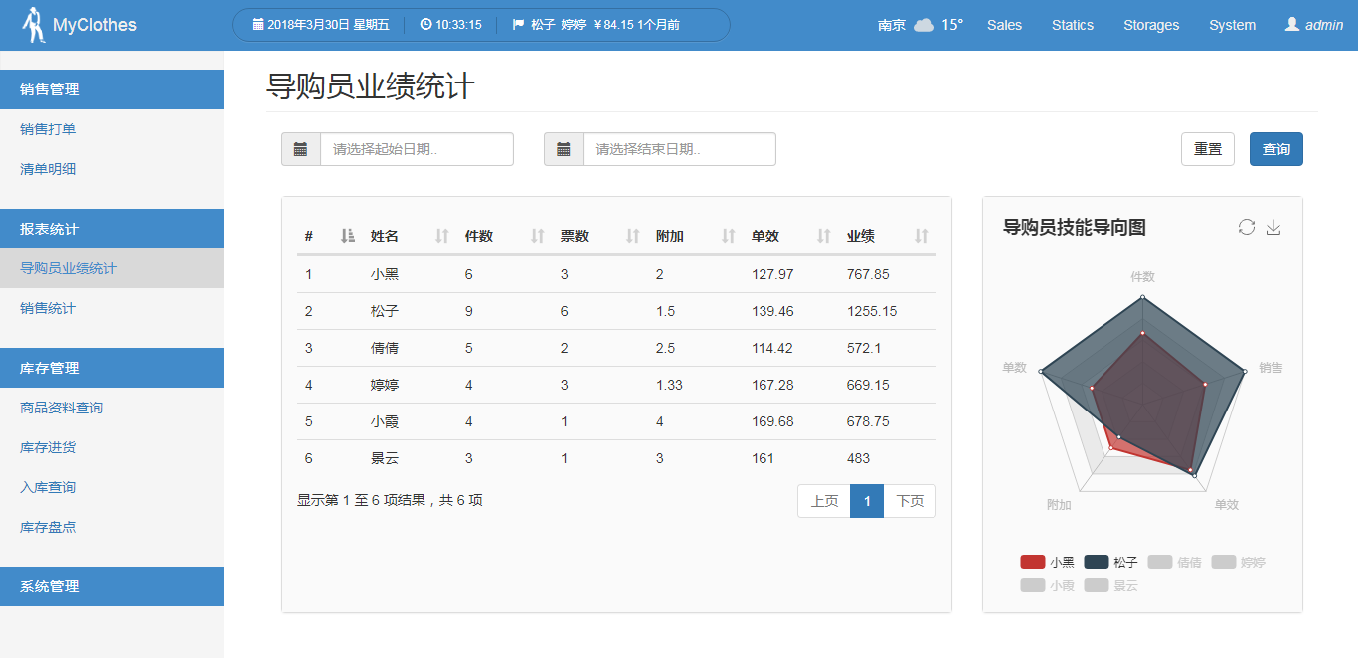 MyClothes 2018年3月30日 星期五 10:33:15 松子 婷婷 ￥84.15 1个月前 南京 15° Sales Statics Storages System admin
销售管理
销售打单
清单明细
报表统计
导购员业绩统计
销售统计
库存管理
商品资料查询
库存进货
入库查询
库存盘点
系统管理
导购员业绩统计
请选择起始日期.. 请选择结束日期.. 重置 查询
# 姓名 件数 票数 附加 单效 业绩
1 小黑 6 3 2 127.97 767.85
2 松子 9 6 1.5 139.46 1255.15
3 倩倩 5 2 2.5 114.42 572.1
4 婷婷 4 3 1.33 167.28 669.15
5 小霞 4 1 4 169.68 678.75
6 景云 3 1 3 161 483
显示第 1 至 6 项结果，共 6 项 上页 1 下页
导购员技能导向图
件数
单数 销售
附加 单效
小黑 松子 倩倩 婷婷
小霞 景云